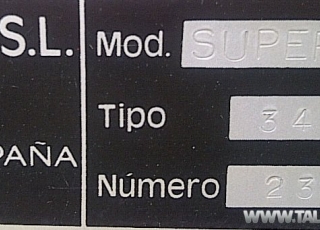 S.L.
Mod. SUPER
Tipo 34
PAÑA
Número 23
WWW.TAL